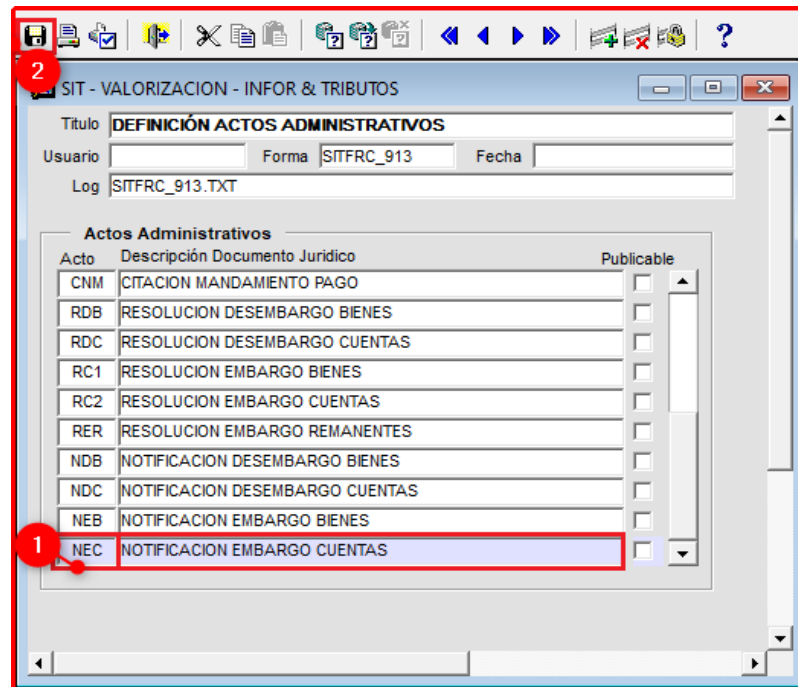 2
SIT - VALORIZACION - INFOR & TRIBUTOS
Titulo DEFINICIÓN ACTOS ADMINISTRATIVOS
Usuario Forma SITFRC_913 Fecha
Log SITFRC_913.TXT
Actos Administrativos
Acto Descripción Documento Juridico Publicable
CNM CITACION MANDAMIENTO PAGO
RDB RESOLUCION DESEMBARGO BIENES
RDC RESOLUCION DESEMBARGO CUENTAS
RC1 RESOLUCION EMBARGO BIENES
RC2 RESOLUCION EMBARGO CUENTAS
RER RESOLUCION EMBARGO REMANENTES
NDB NOTIFICACION DESEMBARGO BIENES
NDC NOTIFICACION DESEMBARGO CUENTAS
NEB NOTIFICACION EMBARGO BIENES
1 NEC NOTIFICACION EMBARGO CUENTAS